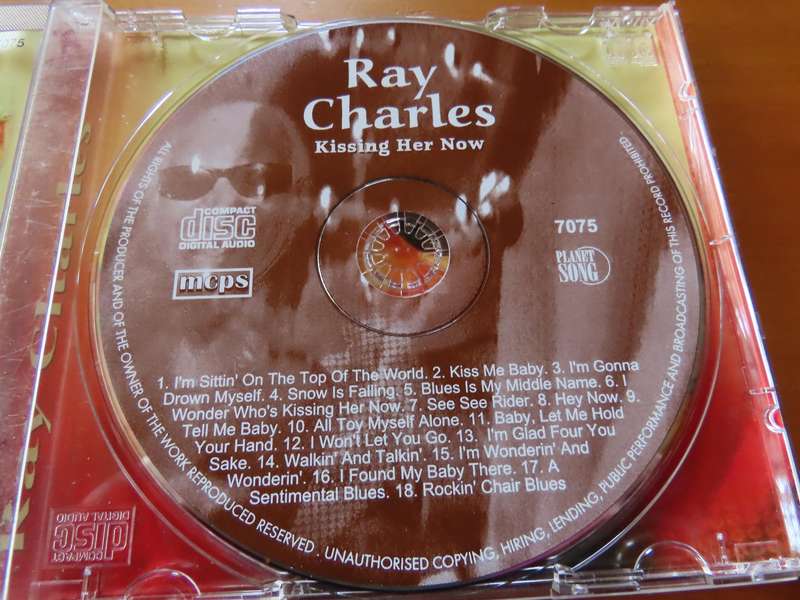 7075
Ray
Charles
Kissing Her Now
COMPACT
disc
DIGITAL AUDIO
mcps
7075
PLANET
SONG
1. I'm Sittin' On The Top Of The World. 2. Kiss Me Baby. 3. I'm Gonna
Drown Myself. 4. Snow Is Falling. 5. Blues Is My Middle Name. 6. I
Wonder Who's Kissing Her Now. 7. See See Rider. 8. Hey Now. 9.
Tell Me Baby. 10. All Toy Myself Alone. 11. Baby, Let Me Hold
Your Hand. 12. I Won't Let You Go. 13. I'm Glad Four You
Sake. 14. Walkin' And Talkin'. 15. I'm Wonderin' And
Wonderin'. 16. I Found My Baby There. 17. A
Sentimental Blues. 18. Rockin' Chair Blues
ALL RIGHTS OF THE PRODUCER AND OF THE OWNER OF THE WORK REPRODUCED RESERVED. UNAUTHORISED COPYING, HIRING, LENDING, PUBLIC PERFORMANCE AND BROADCASTING OF THIS RECORD PROHIBITED.
Ray Charles
COMPACT
disc
DIGITAL AUDIO